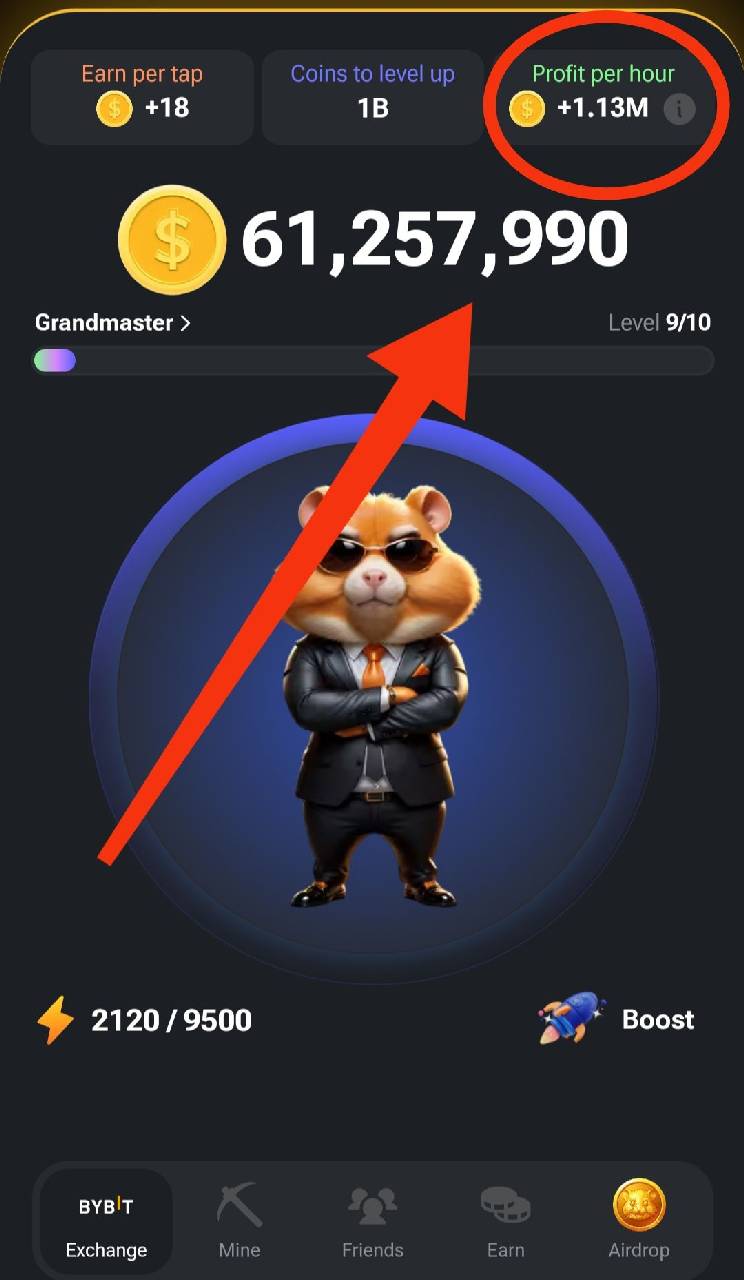 Earn per tap
+18
Coins to level up
1B
Profit per hour
+1.13M
61,257,990
Grandmaster >
Level 9/10
2120 / 9500
Boost
BYBIT
Exchange
Mine
Friends
Earn
Airdrop